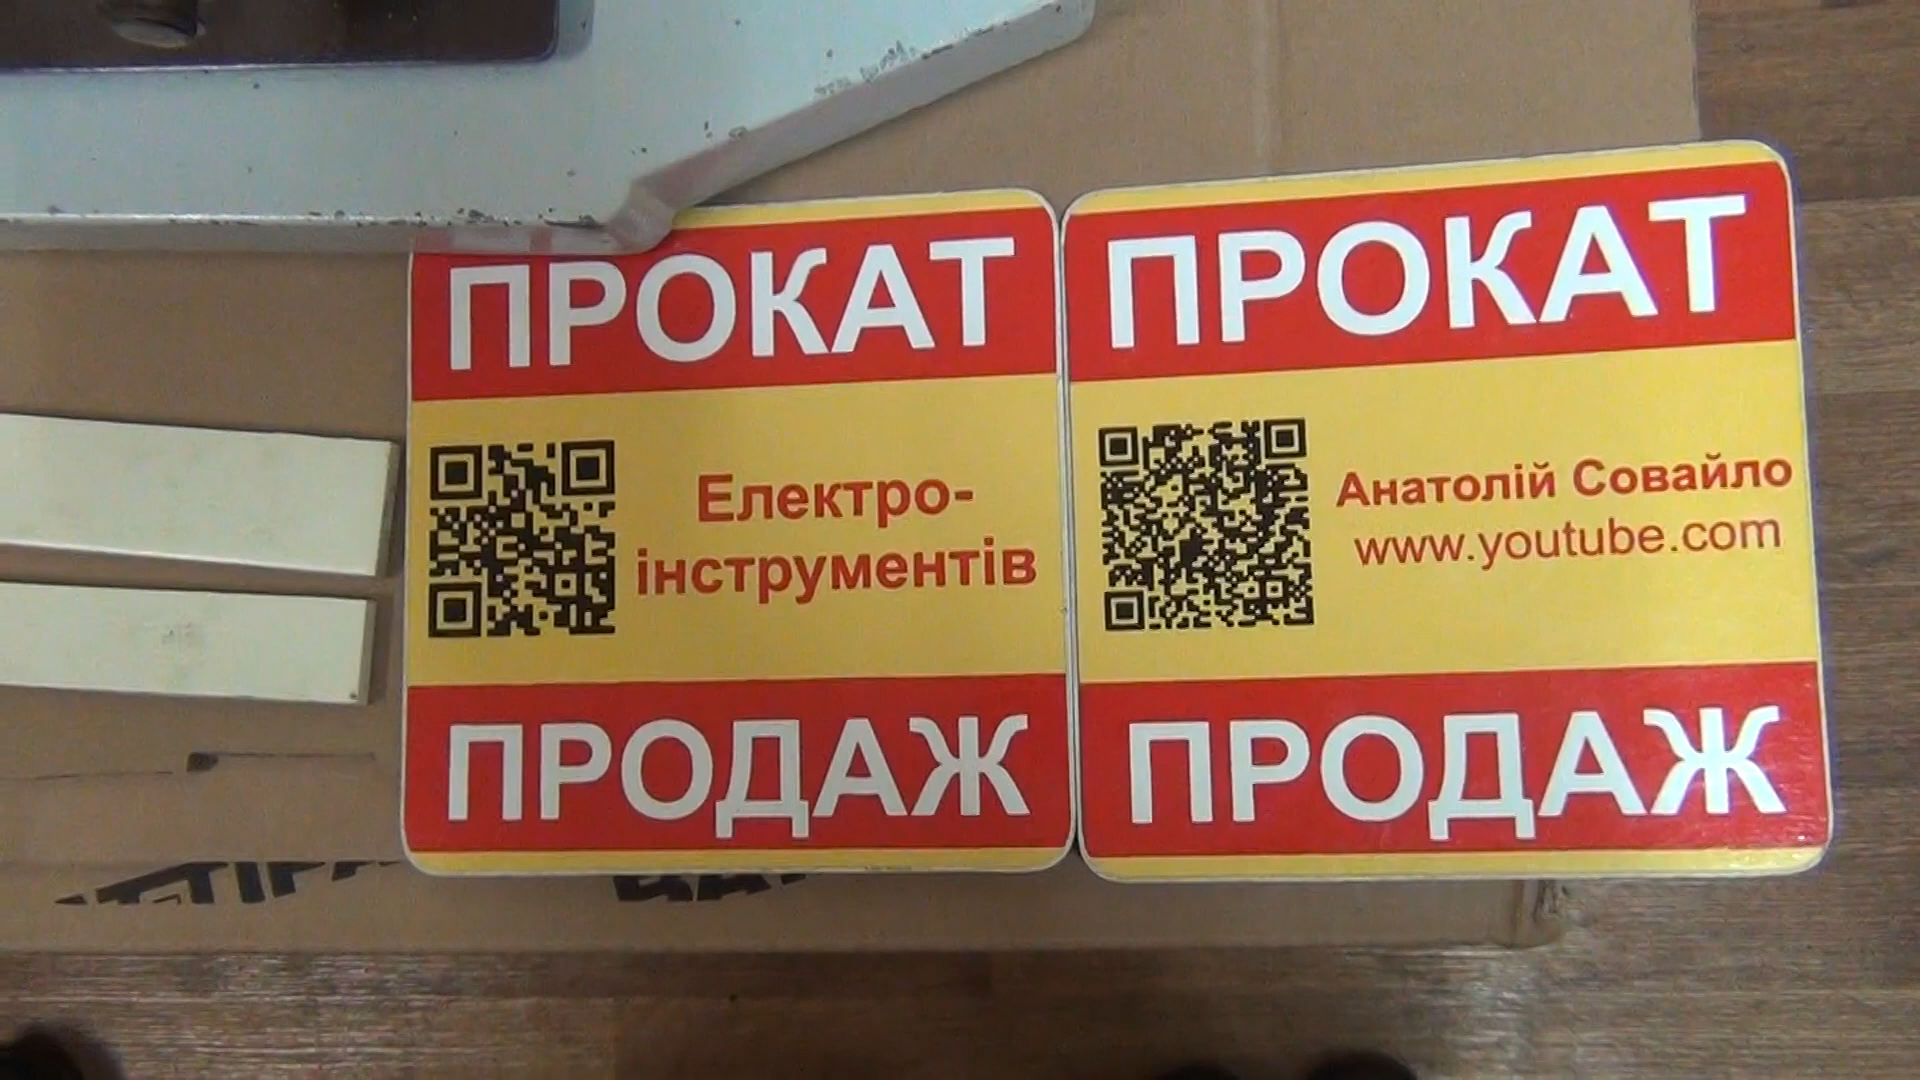 ПРОКАТ
Електро-
інструментів
ПРОДАЖ
ПРОКАТ
Анатолій Совайло
www.youtube.com
ПРОДАЖ